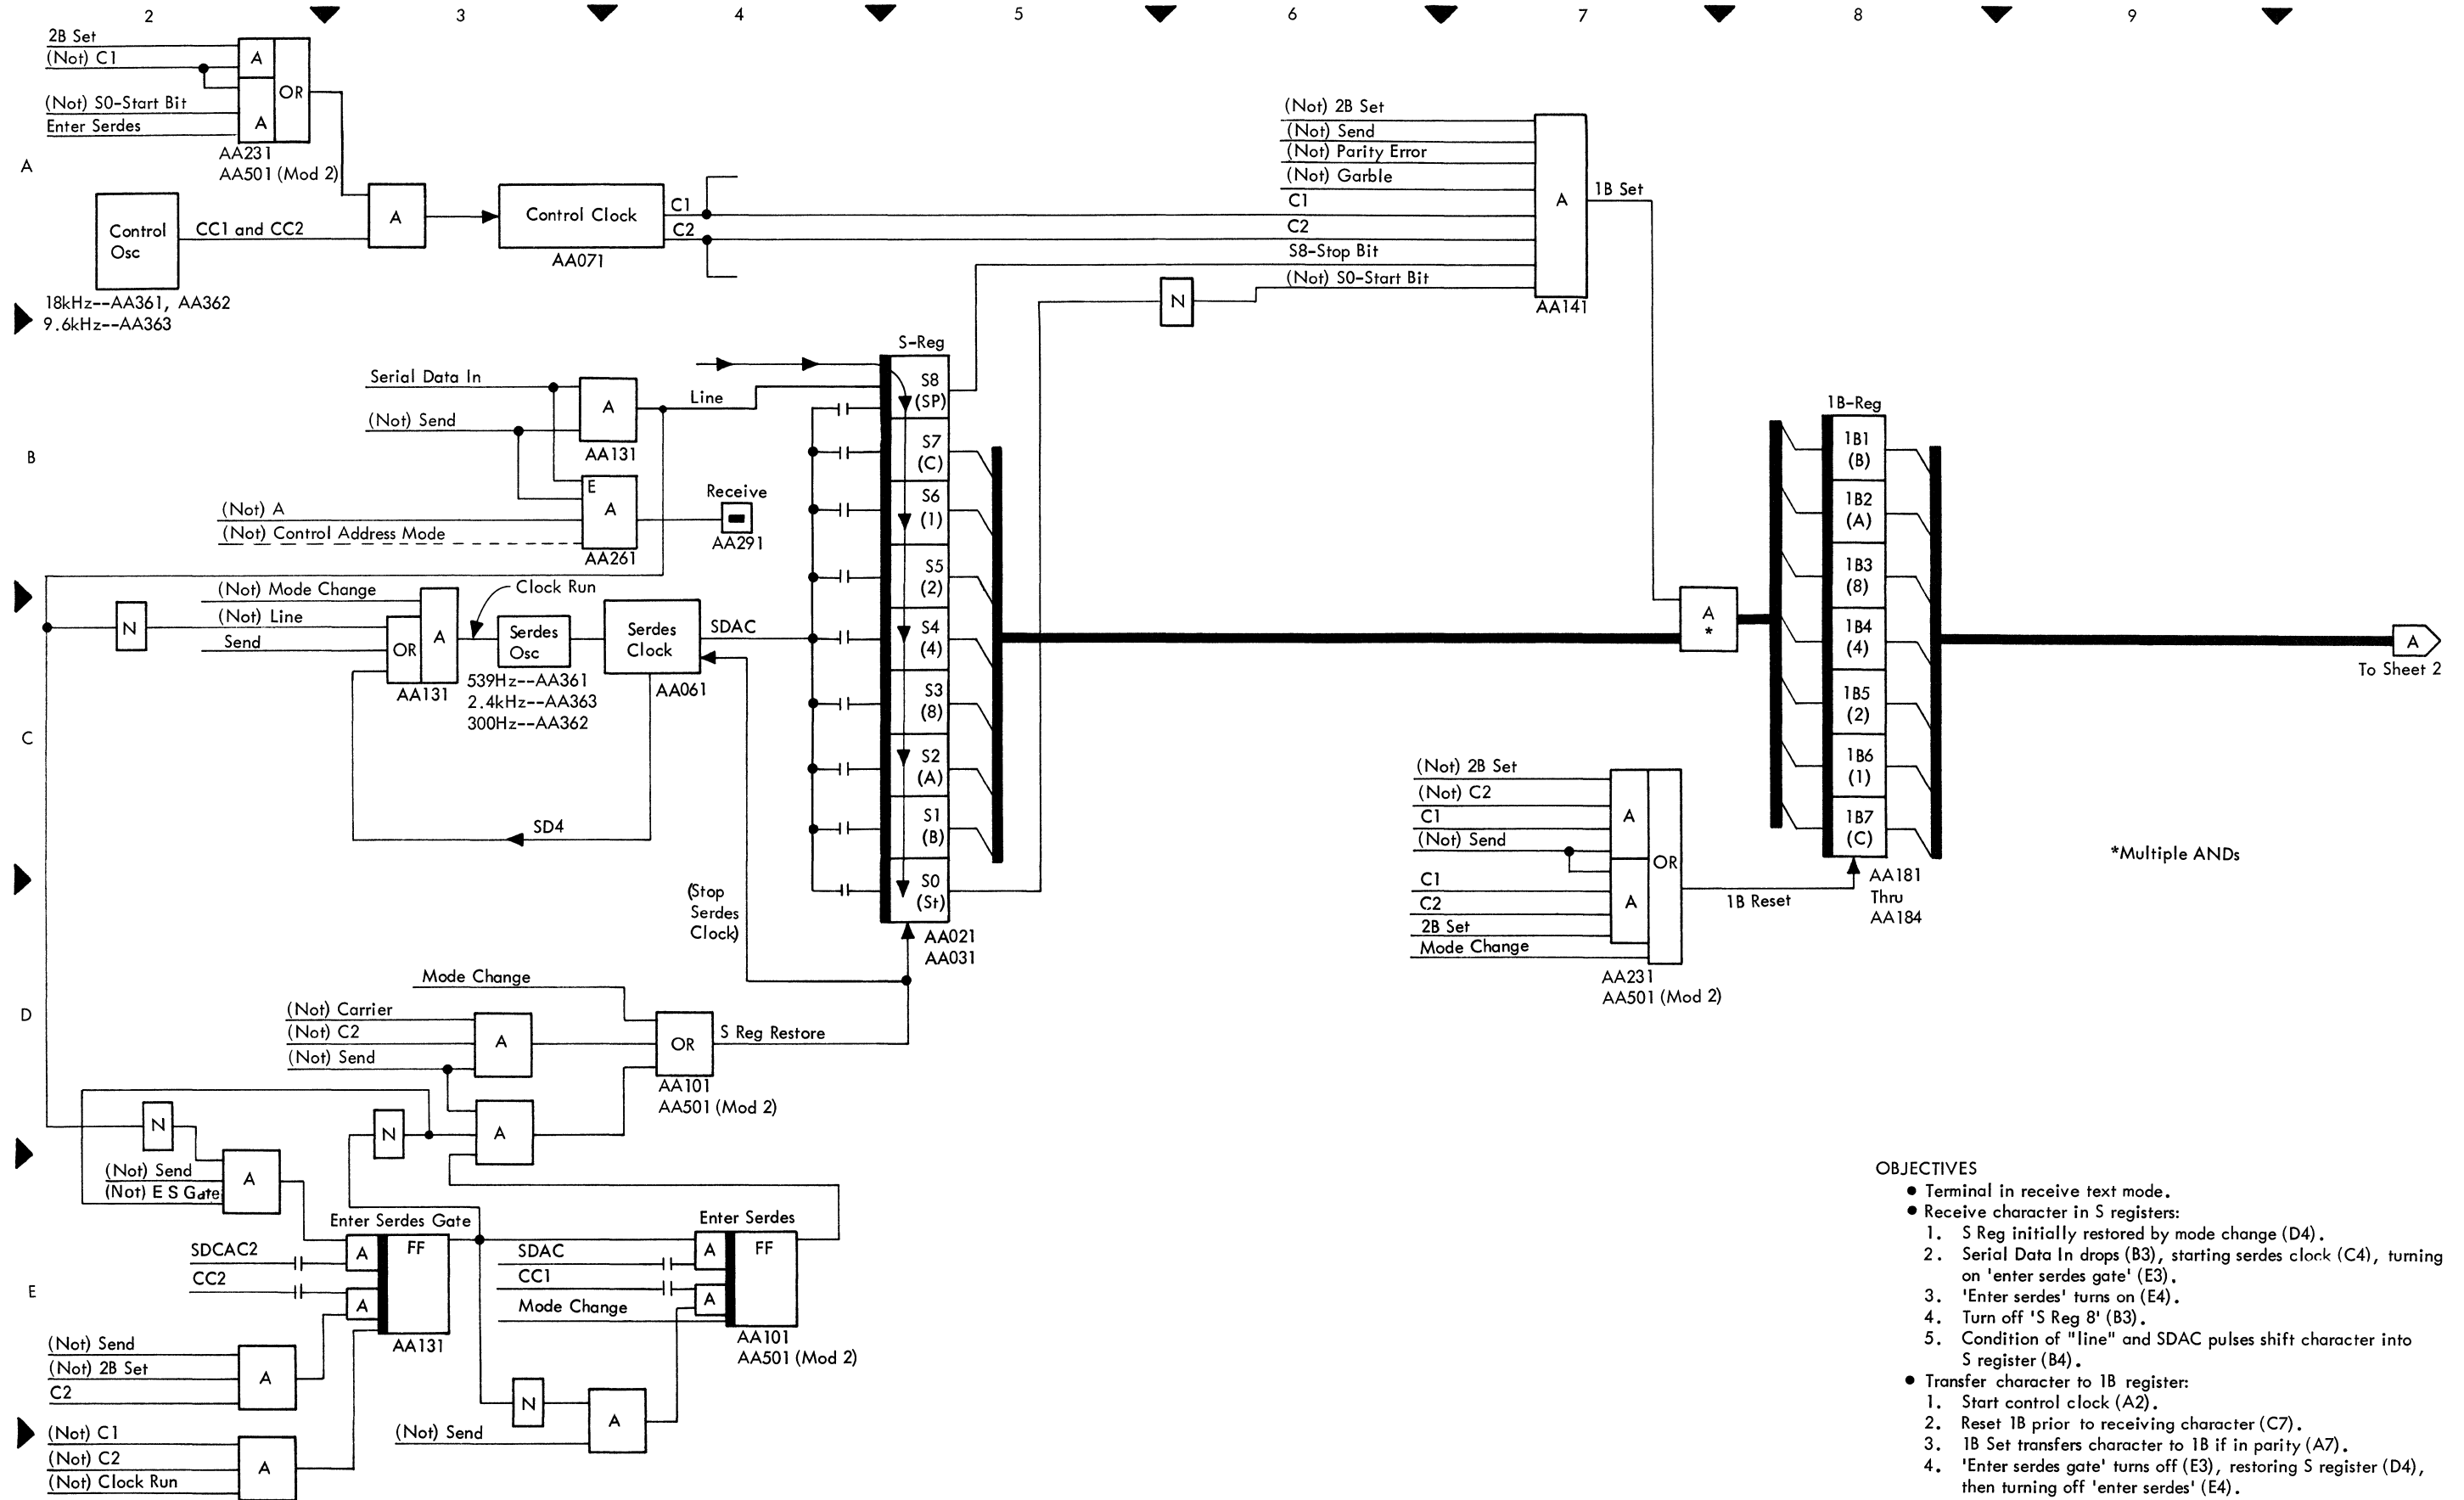 2 3 4 5 6 7 8 9
2B Set
(Not) C1
A
OR
(Not) S0-Start Bit
Enter Serdes
A
AA231
AA501 (Mod 2)
A
Control
Osc
CC1 and CC2
A
Control Clock
AA071
C1
C2
18kHz--AA361, AA362
9.6kHz--AA363
(Not) 2B Set
(Not) Send
(Not) Parity Error
(Not) Garble
C1
C2
S8-Stop Bit
(Not) S0-Start Bit
N
A
AA141
1B Set
S-Reg
S8
(SP)
S7
(C)
S6
(1)
S5
(2)
S4
(4)
S3
(8)
S2
(A)
S1
(B)
S0
(St)
AA021
AA031
Serial Data In
(Not) Send
A
AA131
Line
B
E
A
(Not) A
(Not) Control Address Mode
AA261
Receive
AA291
(Not) Mode Change
Clock Run
N
(Not) Line
Send
OR
A
AA131
Serdes
Osc
539Hz--AA361
2.4kHz--AA363
300Hz--AA362
Serdes
Clock
AA061
SDAC
SD4
C
(Stop
Serdes
Clock)
A
*
1B-Reg
1B1
(B)
1B2
(A)
1B3
(8)
1B4
(4)
1B5
(2)
1B6
(1)
1B7
(C)
AA181
Thru
AA184
A
To Sheet 2
*Multiple ANDs
(Not) 2B Set
(Not) C2
C1
(Not) Send
A
OR
C1
C2
2B Set
Mode Change
A
AA231
AA501 (Mod 2)
1B Reset
D
Mode Change
(Not) Carrier
(Not) C2
(Not) Send
A
OR
S Reg Restore
AA101
AA501 (Mod 2)
N
N
A
(Not) Send
(Not) E S Gate
A
Enter Serdes Gate
SDCAC2
CC2
A
A
FF
AA131
Enter Serdes
SDAC
CC1
Mode Change
A
A
FF
AA101
AA501 (Mod 2)
E
(Not) Send
(Not) 2B Set
C2
A
N
(Not) Send
A
(Not) C1
(Not) C2
(Not) Clock Run
A
OBJECTIVES
● Terminal in receive text mode.
● Receive character in S registers:
1. S Reg initially restored by mode change (D4).
2. Serial Data In drops (B3), starting serdes clock (C4), turning
on 'enter serdes gate' (E3).
3. 'Enter serdes' turns on (E4).
4. Turn off 'S Reg 8' (B3).
5. Condition of "line" and SDAC pulses shift character into
S register (B4).
● Transfer character to 1B register:
1. Start control clock (A2).
2. Reset 1B prior to receiving character (C7).
3. 1B Set transfers character to 1B if in parity (A7).
4. 'Enter serdes gate' turns off (E3), restoring S register (D4),
then turning off 'enter serdes' (E4).